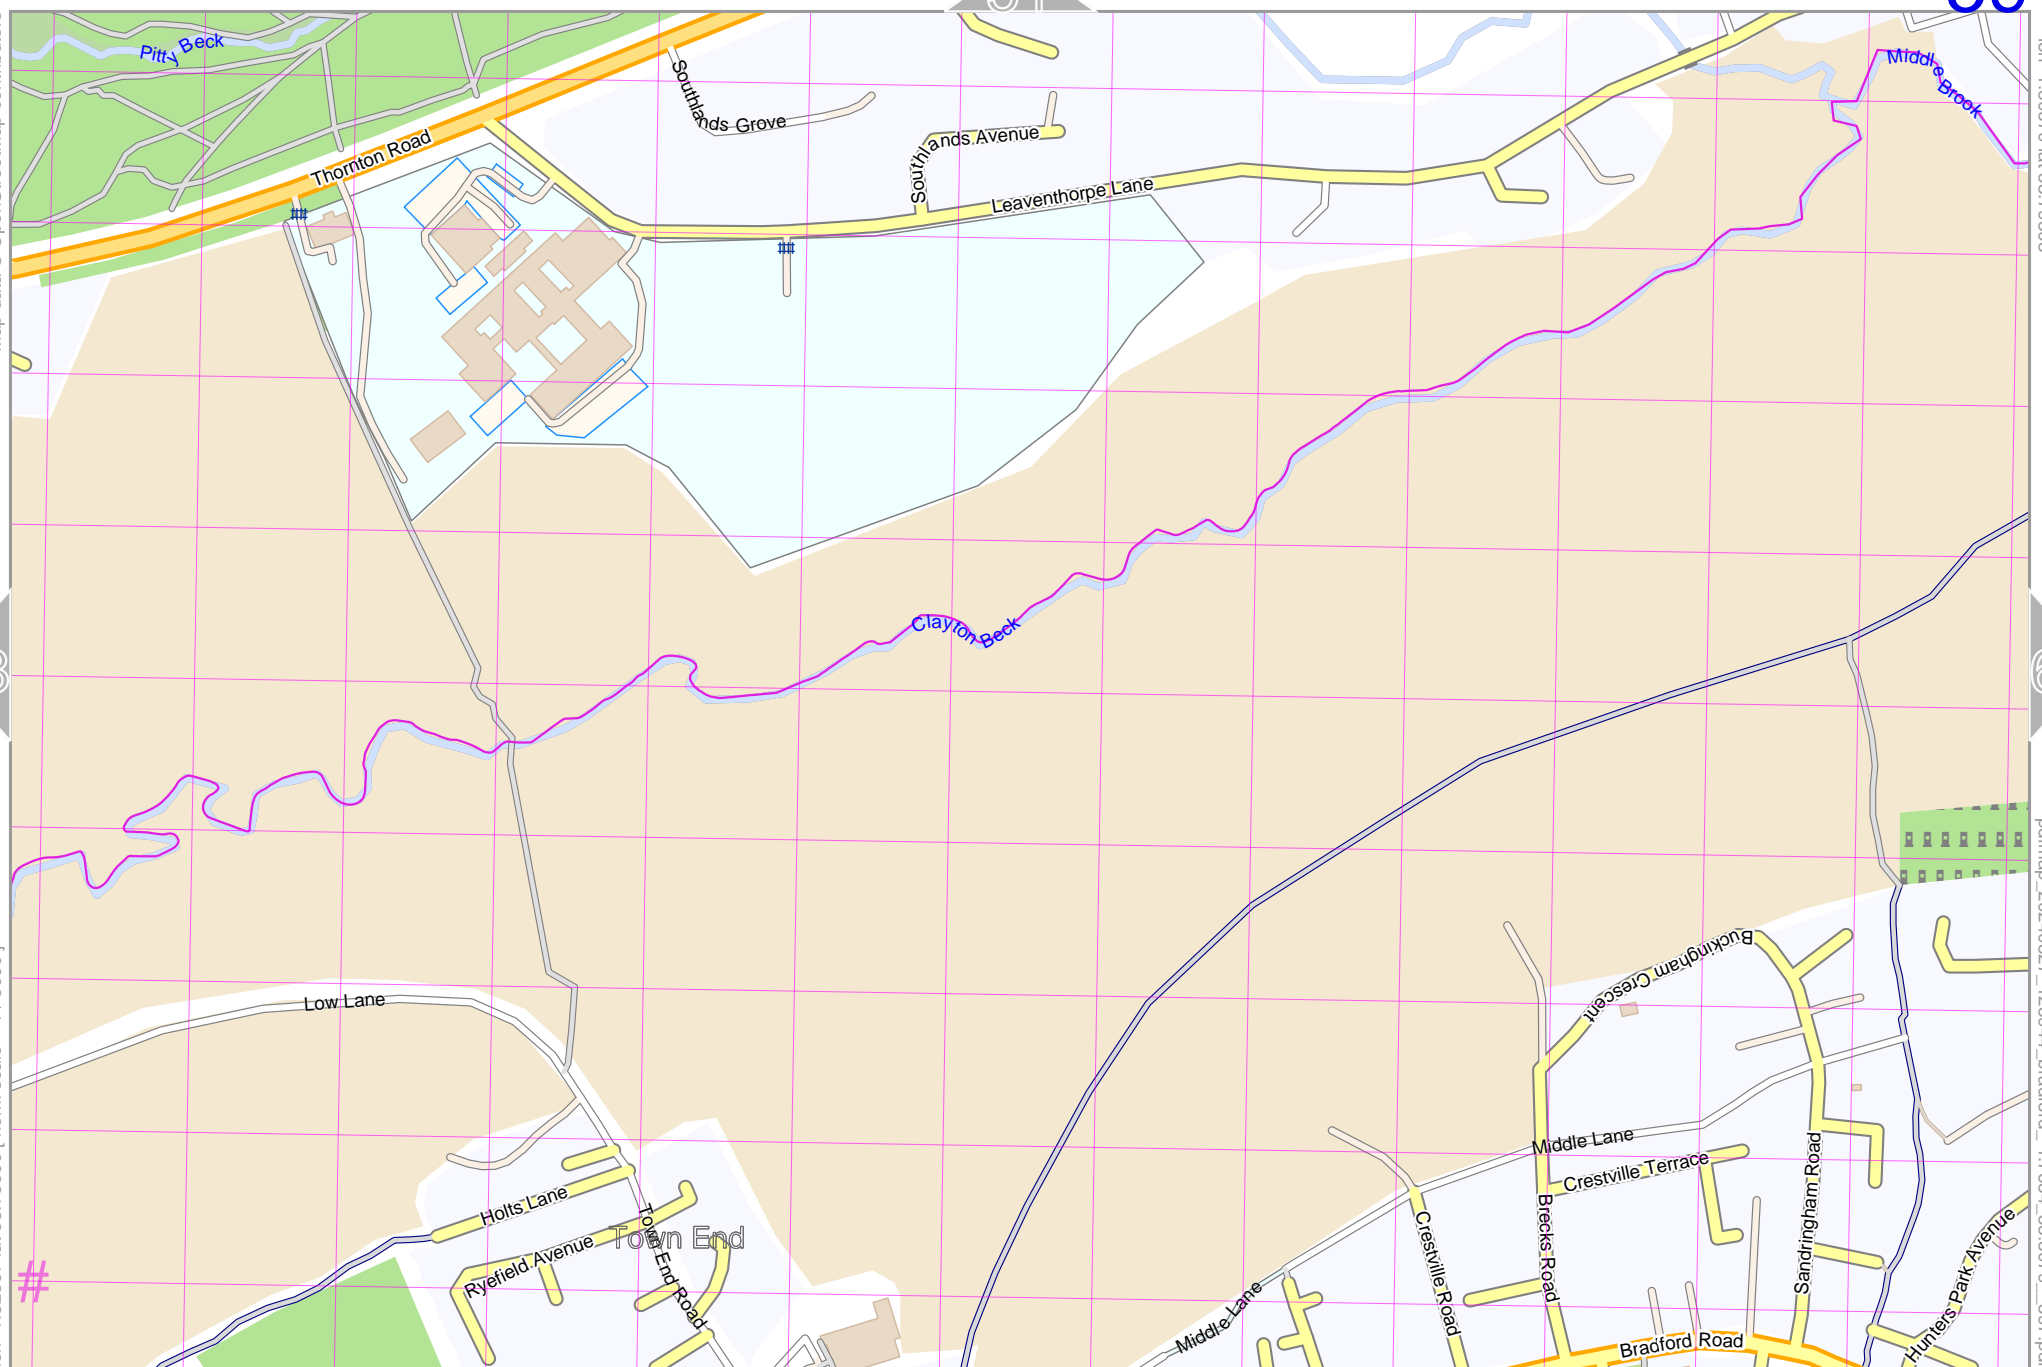 Pitty Beck
Middle Brook
Southlands Grove
Southlands Avenue
Thornton Road
Leaventhorpe Lane
Clayton Beck
Buckingham Crescent
Low Lane
Middle Lane
Crestville Terrace
Holts Lane
Town End
Ryefield Avenue
Town End Road
Brecks Road
Sandringham Road
Crestville Road
Hunters Park Avenue
Middle Lane
Bradford Road
#